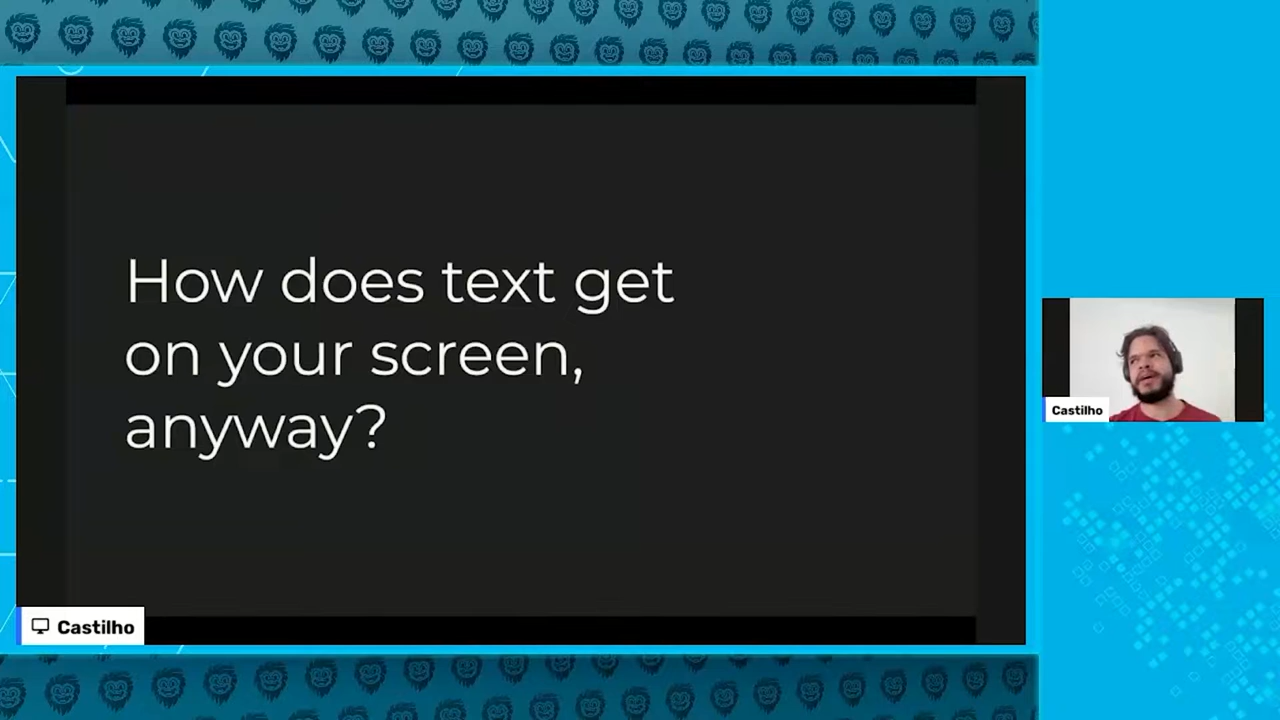 How does text get
on your screen,
anyway?
Castilho
Castilho